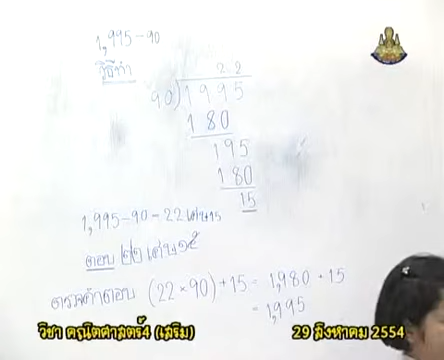 1,995-90
วิธีทำ
22
90)1995
180
195
180
15
1,995-90=22 เศษ 15
ตอบ ๒๒ เศษ ๑๕
ตรวจคำตอบ (22×90)+15=1,980+15
=1,995
วิชา คณิตศาสตร์4 (เสริม) 29 สิงหาคม 2554